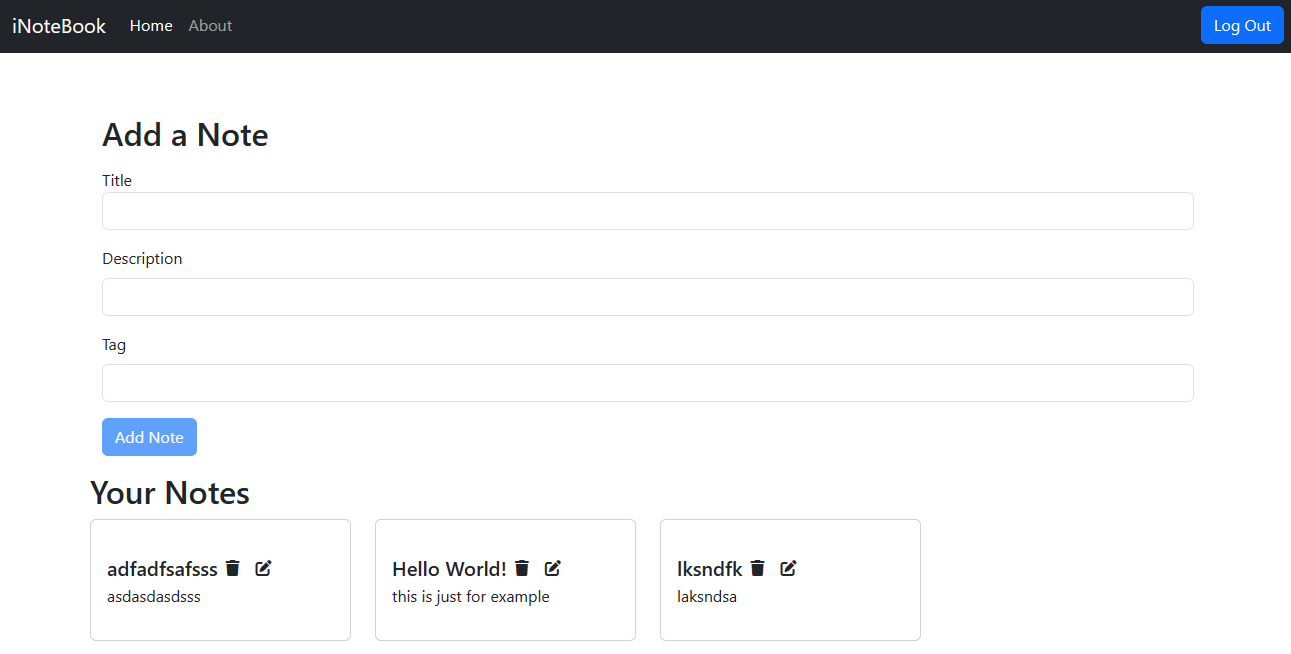 iNoteBook Home About Log Out
Add a Note
Title
Description
Tag
Add Note
Your Notes
adfadfsafsss
asdasdasdsss
Hello World!
this is just for example
lksndfk
laksndsa